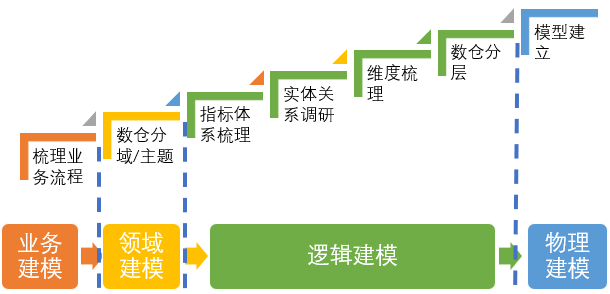 梳理业
务流程
数仓分
域/主题
指标体
系梳理
实体关
系调研
维度梳
理
数仓分
层
模型建
立
业务
建模
领域
建模
逻辑建模
物理
建模